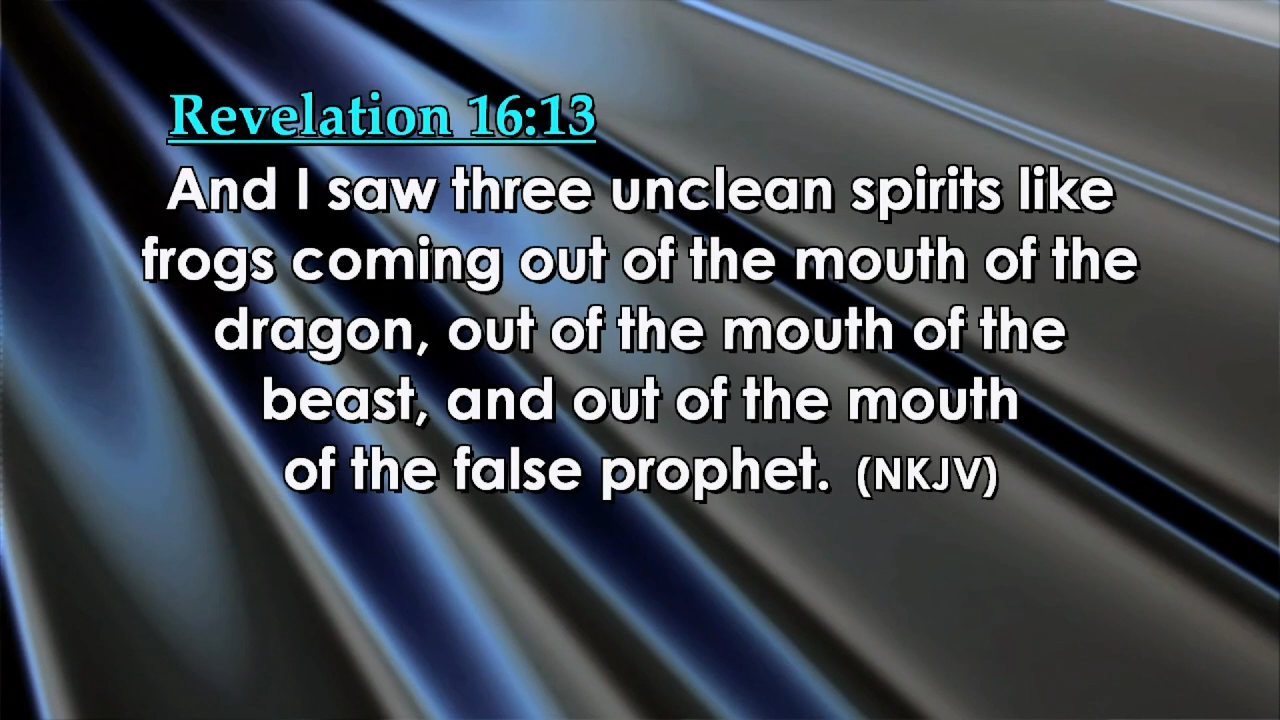 Revelation 16:13
And I saw three unclean spirits like
frogs coming out of the mouth of the
dragon, out of the mouth of the
beast, and out of the mouth
of the false prophet. (NKJV)